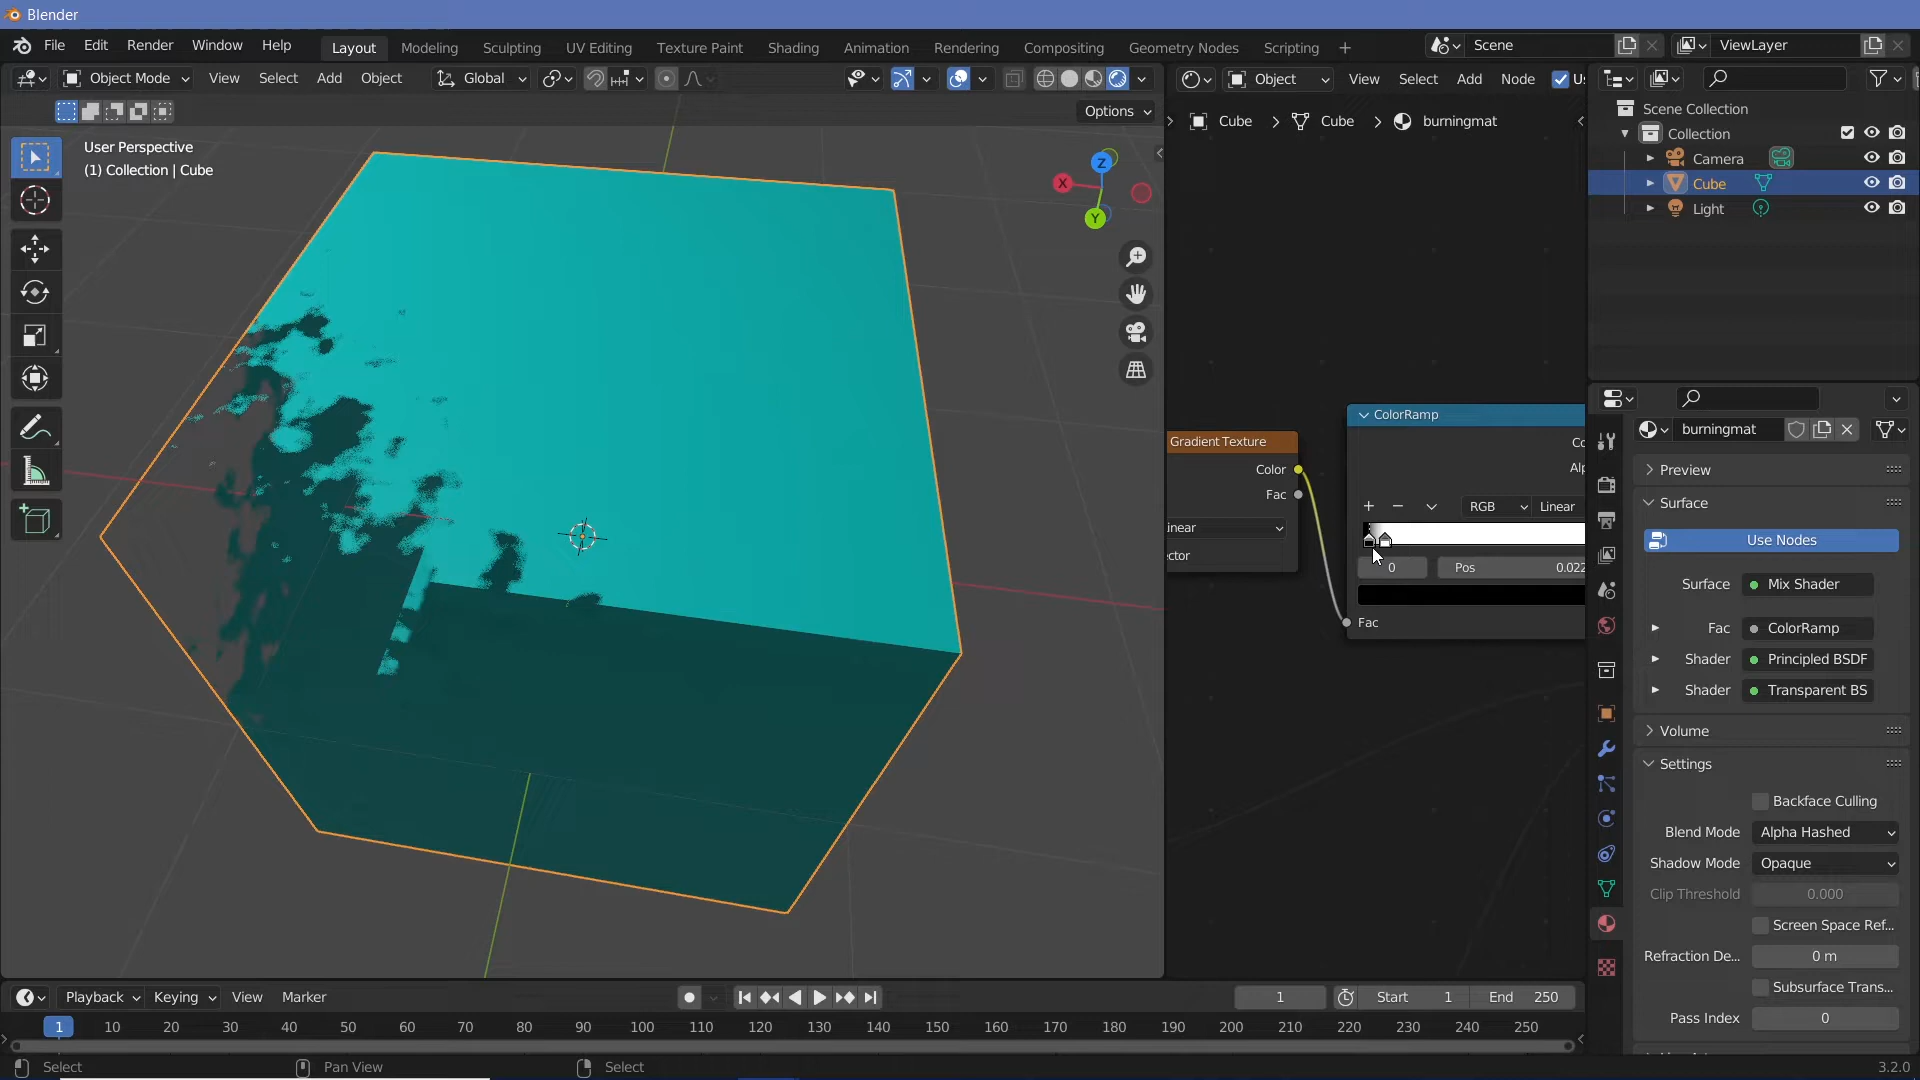 Blender
File Edit Render Window Help
Layout Modeling Sculpting UV Editing Texture Paint Shading Animation Rendering Compositing Geometry Nodes Scripting +
Scene
ViewLayer
Object Mode View Select Add Object Global
Object View Select Add Node
Options
User Perspective
(1) Collection | Cube
X
Y
Z
Cube > Cube > burningmat
Scene Collection
Collection
Camera
Cube
Light
Gradient Texture
Color
Fac
ColorRamp
RGB
Linear
0
Pos
0.022
Fac
burningmat
Preview
Surface
Use Nodes
Surface Mix Shader
Fac ColorRamp
Shader Principled BSDF
Shader Transparent BS
Volume
Settings
Backface Culling
Blend Mode Alpha Hashed
Shadow Mode Opaque
Clip Threshold 0.000
Screen Space Ref...
Refraction De... 0 m
Subsurface Trans...
Pass Index 0
Playback Keying View Marker
1
Start 1
End 250
1 10 20 30 40 50 60 70 80 90 100 110 120 130 140 150 160 170 180 190 200 210 220 230 240 250
Select
Pan View
Select
3.2.0